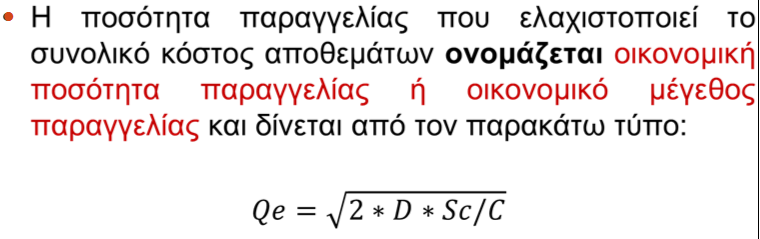 • Η ποσότητα παραγγελίας που ελαχιστοποιεί το
συνολικό κόστος αποθεμάτων ονομάζεται οικονομική
ποσότητα παραγγελίας ή οικονομικό μέγεθος
παραγγελίας και δίνεται από τον παρακάτω τύπο:
Qe = √2 * D * Sc/C